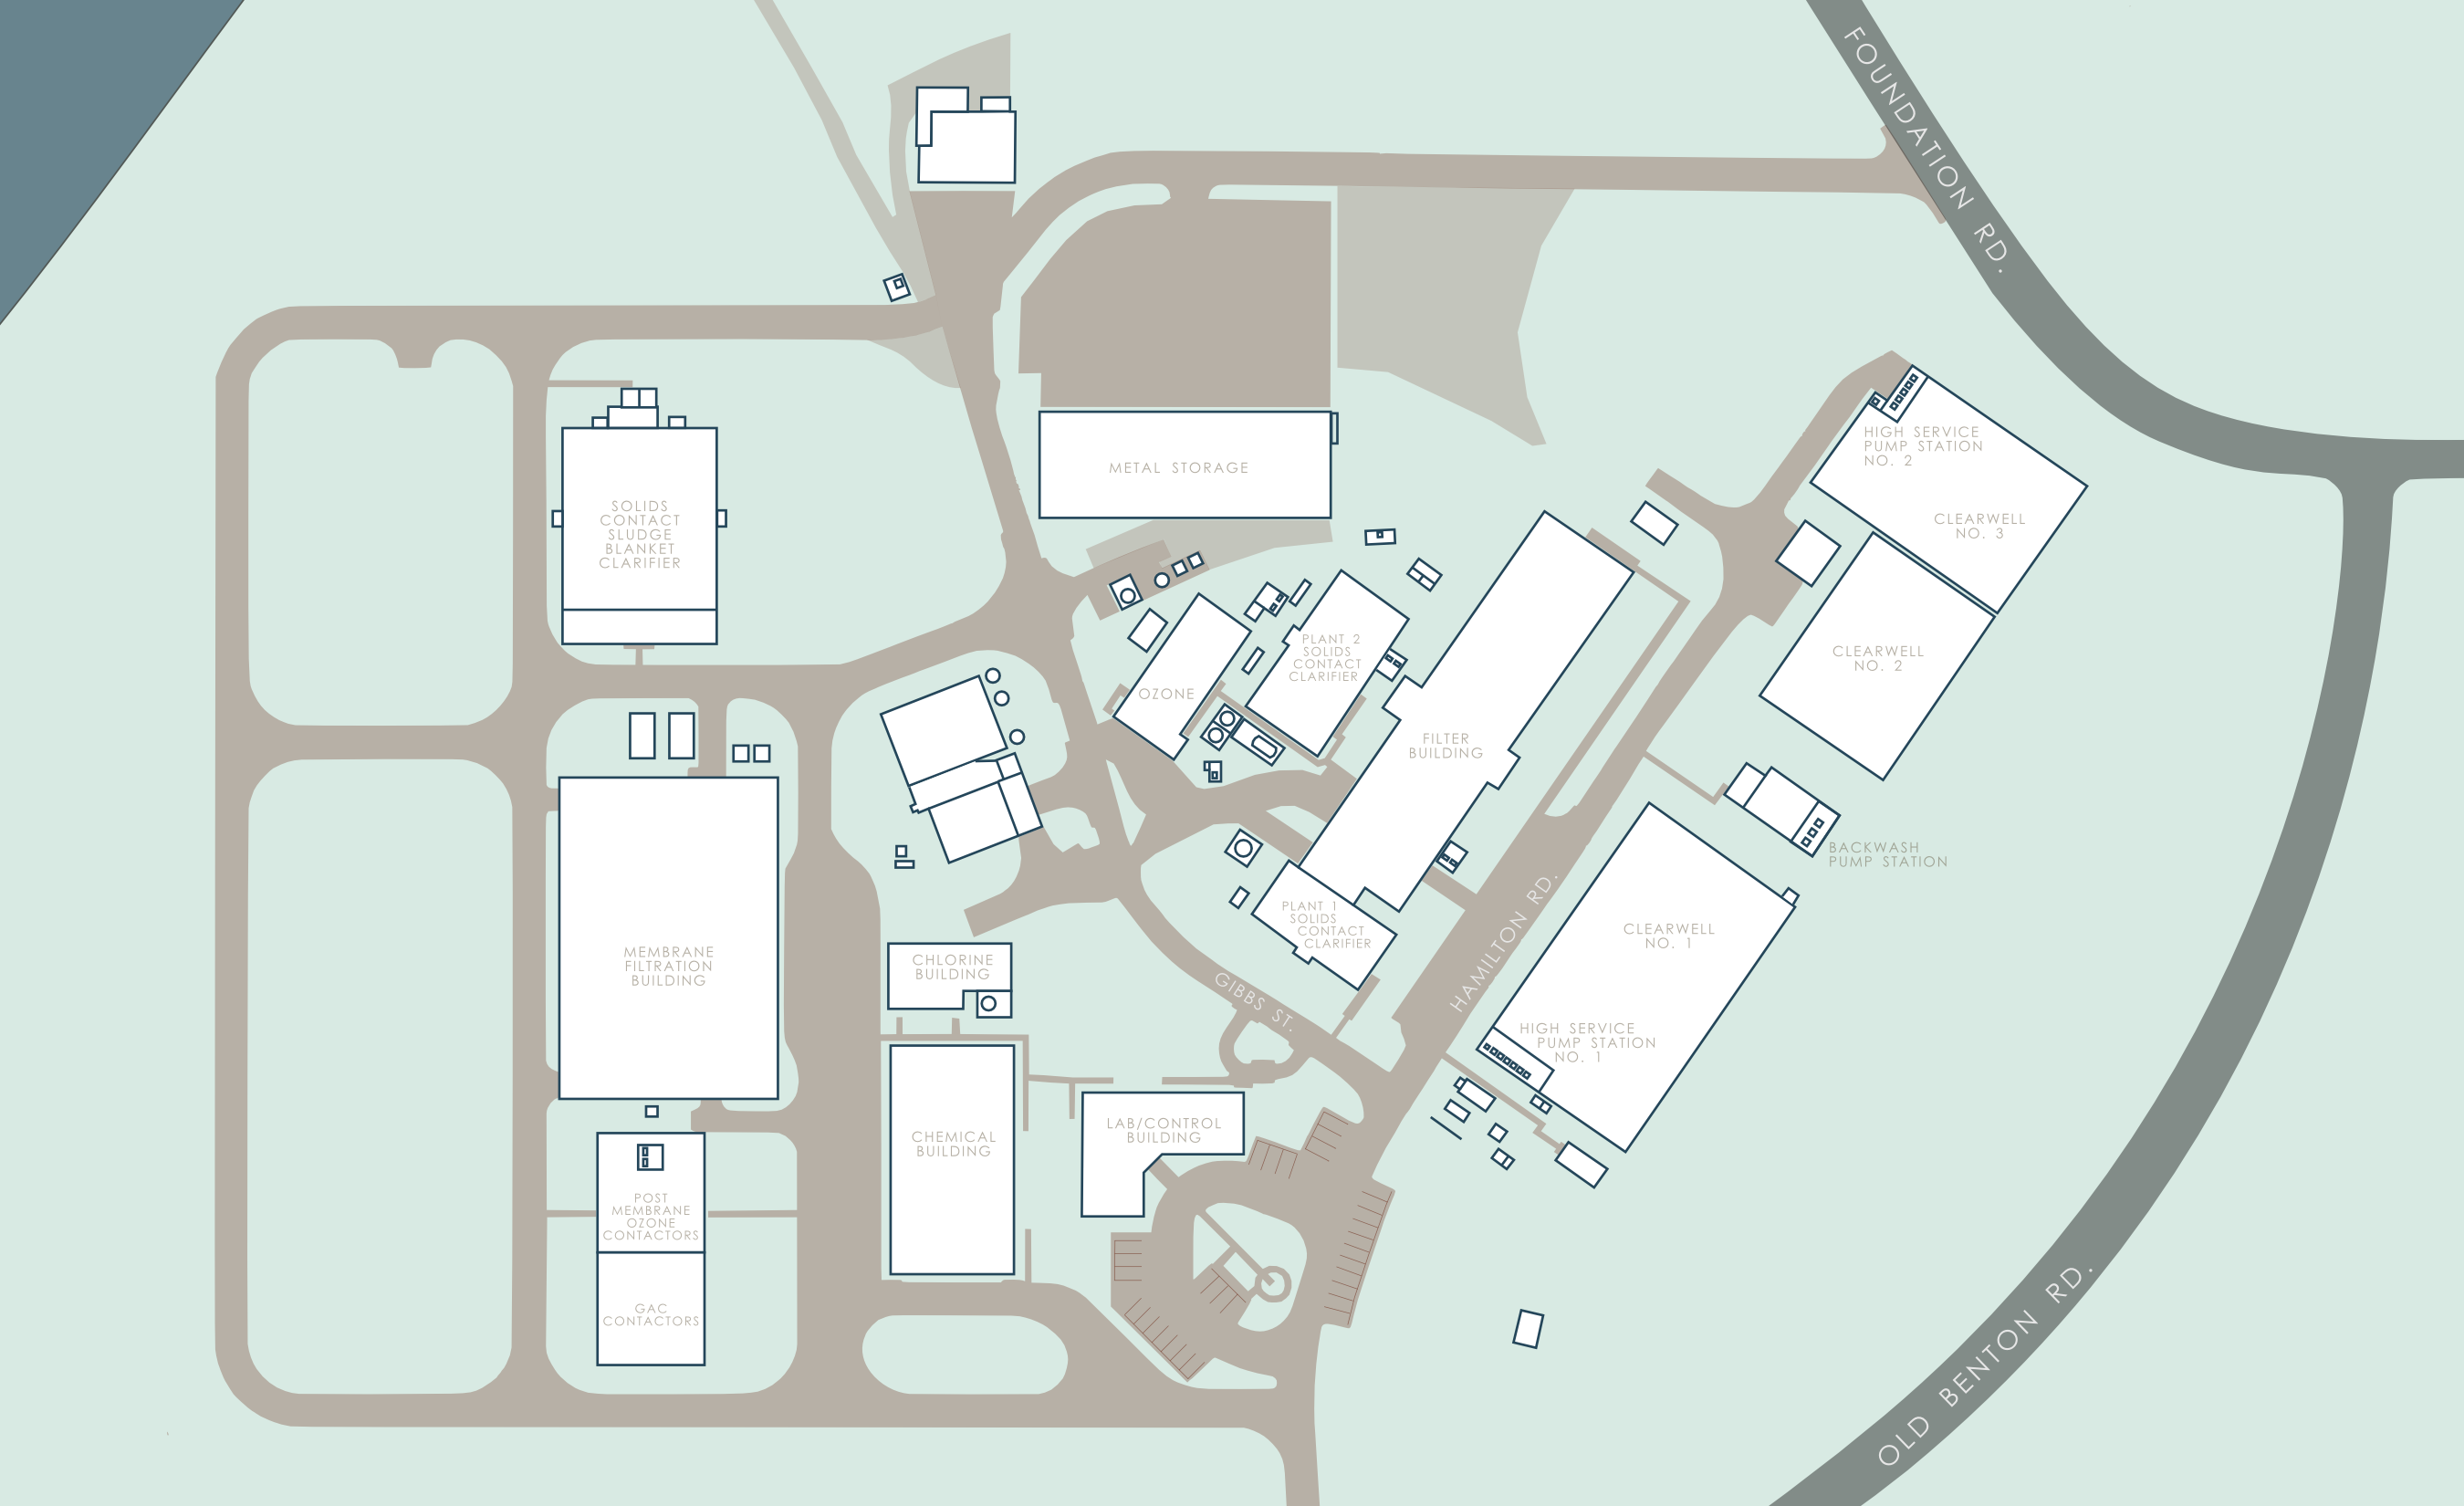 FOUNDATION RD.
HIGH SERVICE
PUMP STATION
NO. 2
METAL STORAGE
SOLIDS
CONTACT
SLUDGE
BLANKET
CLARIFIER
CLEARWELL
NO. 3
PLANT 2
SOLIDS
CONTACT
CLARIFIER
CLEARWELL
NO. 2
OZONE
FILTER
BUILDING
BACKWASH
PUMP STATION
PLANT 1
SOLIDS
CONTACT
CLARIFIER
CLEARWELL
NO. 1
HAMILTON RD.
MEMBRANE
FILTRATION
BUILDING
CHLORINE
BUILDING
GIBBS ST.
HIGH SERVICE
PUMP STATION
NO. 1
LAB/CONTROL
BUILDING
CHEMICAL
BUILDING
POST
MEMBRANE
OZONE
CONTACTORS
GAC
CONTACTORS
OLD BENTON RD.